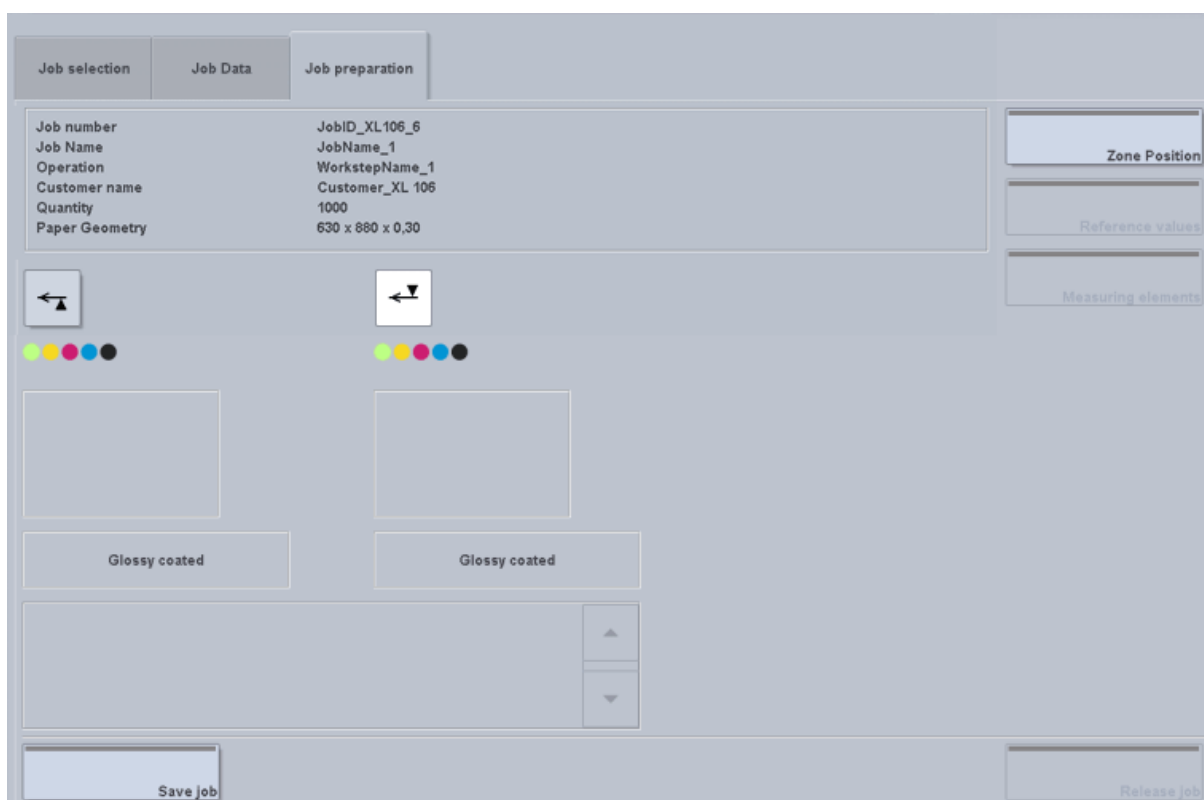 Job selection Job Data Job preparation
Job number JobID_XL106_6
Job Name JobName_1
Operation WorkstepName_1
Customer name Customer_XL 106
Quantity 1000
Paper Geometry 630 x 880 x 0,30
Zone Position
Reference values
Measuring elements
Glossy coated Glossy coated
Save job Release job